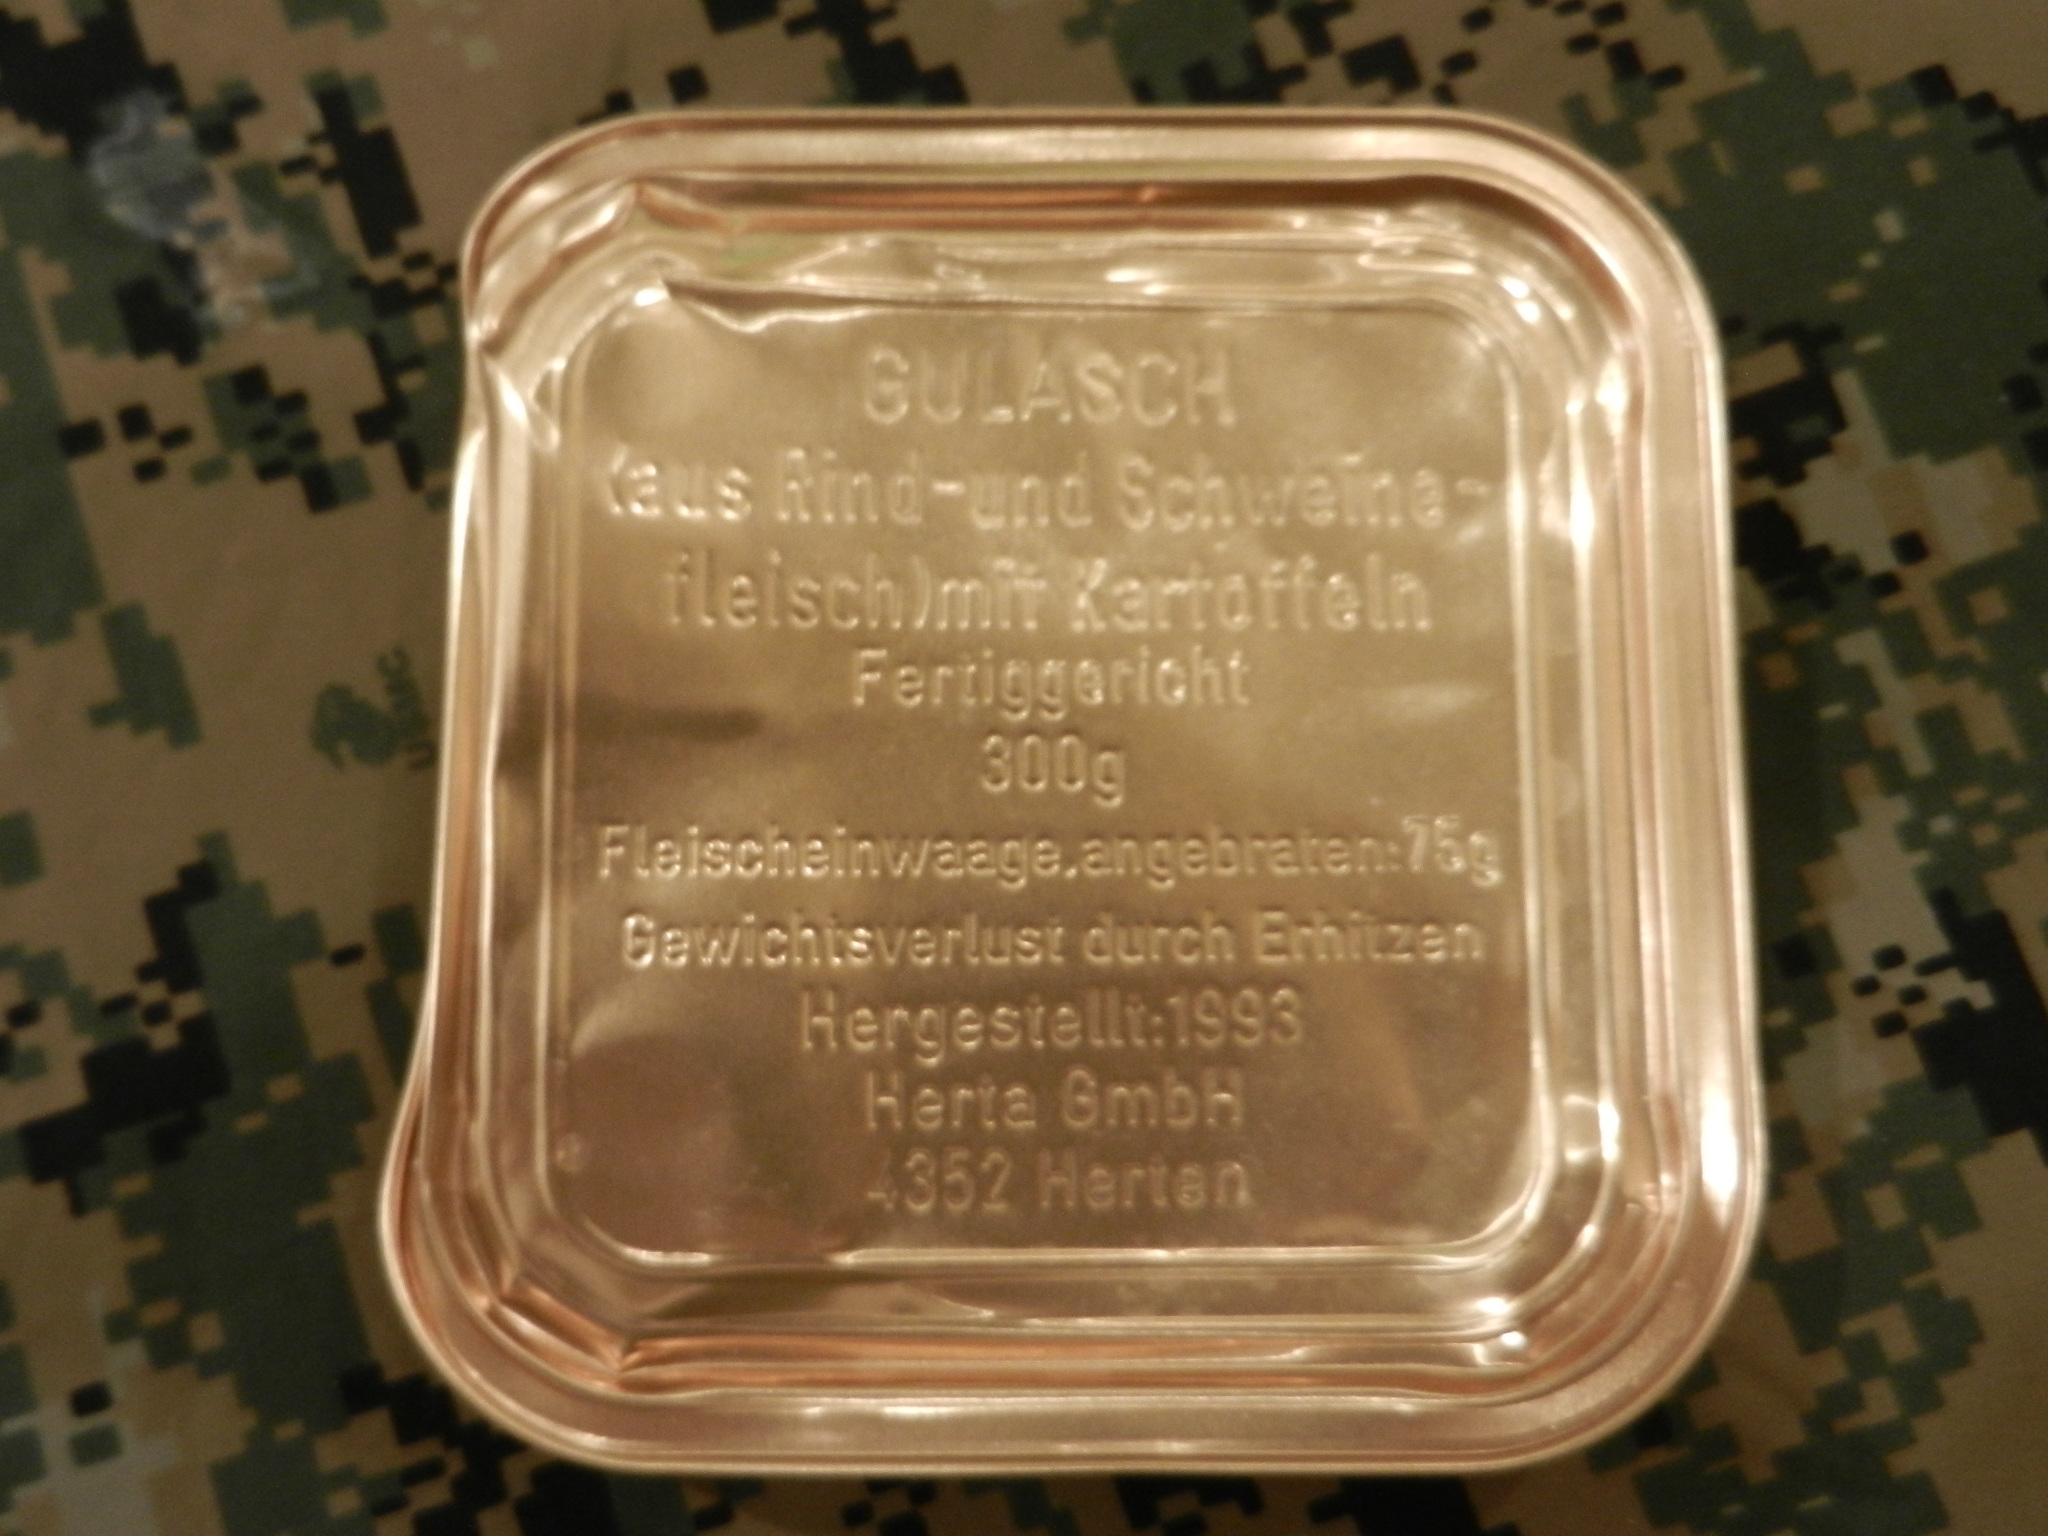 GULASCH
(aus Rind-und Schweine-
fleisch)mit Kartoffeln
Fertiggericht
300g
Fleischeinwaage,angebraten:75g
Gewichtsverlust durch Erhitzen
Hergestellt:1993
Herta GmbH
4352 Herten